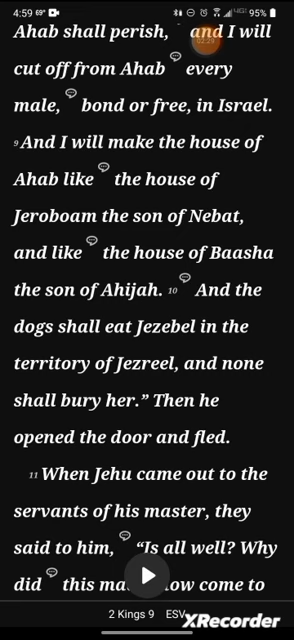 4:59 69° 95%
02:29
Ahab shall perish, and I will
cut off from Ahab every
male, bond or free, in Israel.
9 And I will make the house of
Ahab like the house of
Jeroboam the son of Nebat,
and like the house of Baasha
the son of Ahijah. 10 And the
dogs shall eat Jezebel in the
territory of Jezreel, and none
shall bury her.” Then he
opened the door and fled.
11 When Jehu came out to the
servants of his master, they
said to him, “Is all well? Why
did this come to
2 Kings 9 ESV
XRecorder